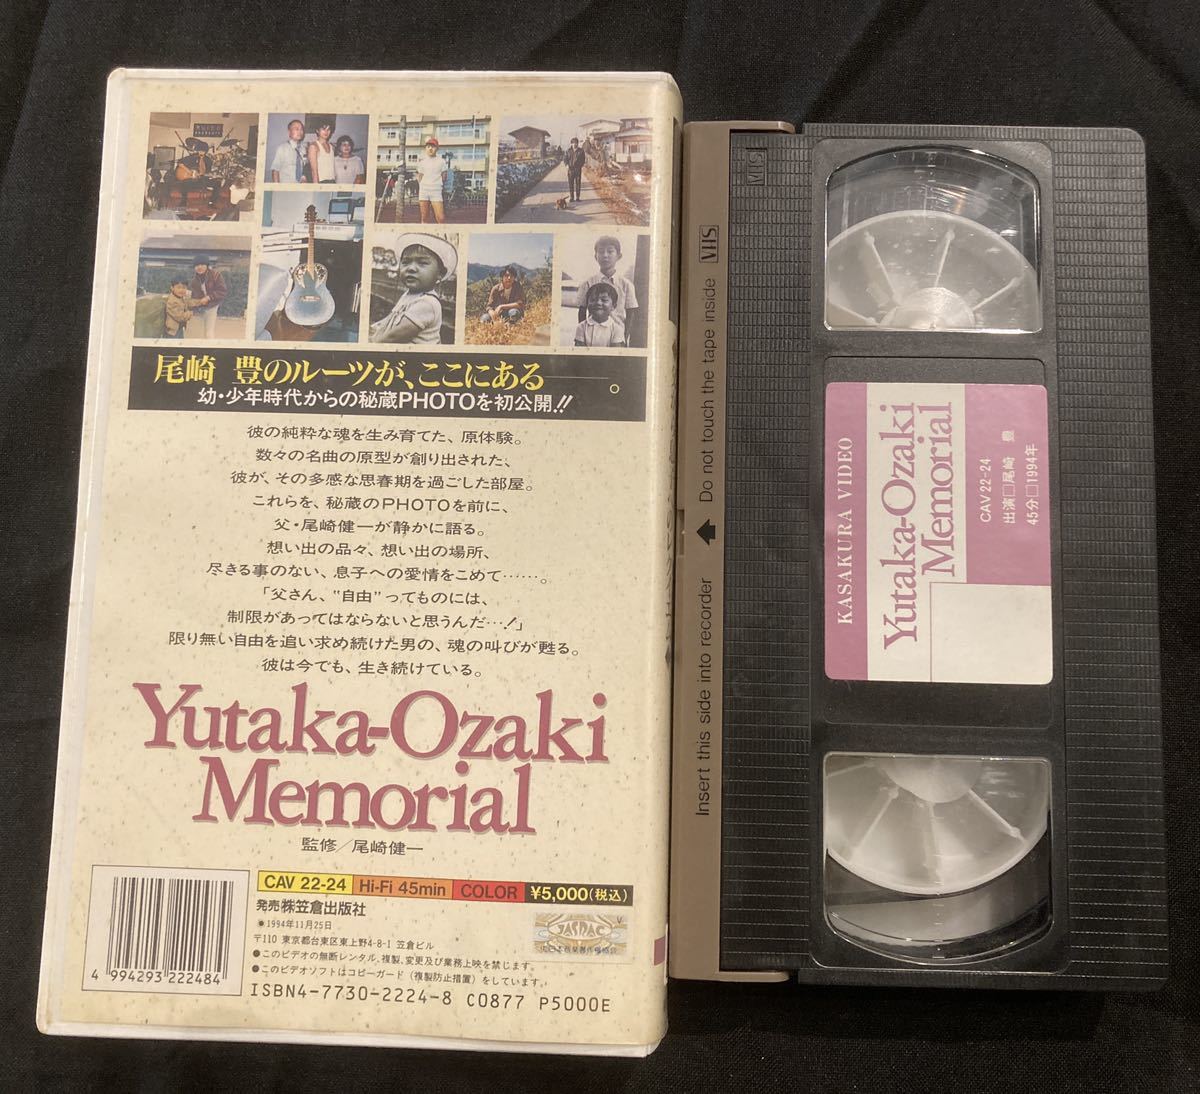 尾崎 豊のルーツが、ここにある——。
幼・少年時代からの秘蔵PHOTOを初公開!!
彼の純粋な魂を生み育てた、原体験。
数々の名曲の原型が創り出された、
彼が、その多感な思春期を過ごした部屋。
これらを、秘蔵のPHOTOを前に、
父・尾崎健一が静かに語る。
想い出の品々、想い出の場所、
尽きる事のない、息子への愛情をこめて……。
「父さん、“自由”ってものには、
制限があってはならないと思うんだ…!」
限り無い自由を追い求め続けた男の、魂の叫びが甦る。
彼は今でも、生き続けている。
Yutaka-Ozaki
Memorial
監修／尾崎健一
CAV 22-24 Hi-Fi 45min COLOR ¥5,000(税込)
発売 株笠倉出版社
●1994年11月25日
〒110 東京都台東区東上野4-8-1 笠倉ビル
●このビデオの無断レンタル、複製、変更及び業務上映を禁じます。
●このビデオソフトはコピーガード（複製防止措置）をしています。
ISBN4-7730-2224-8 C0877 P5000E
4 994293 222484
JASRAC
VHS
Do not touch the tape inside
Insert this side into recorder
VHS
KASAKURA VIDEO
Yutaka-Ozaki
Memorial
CAV22-24
出演□尾崎 豊
45分□1994年